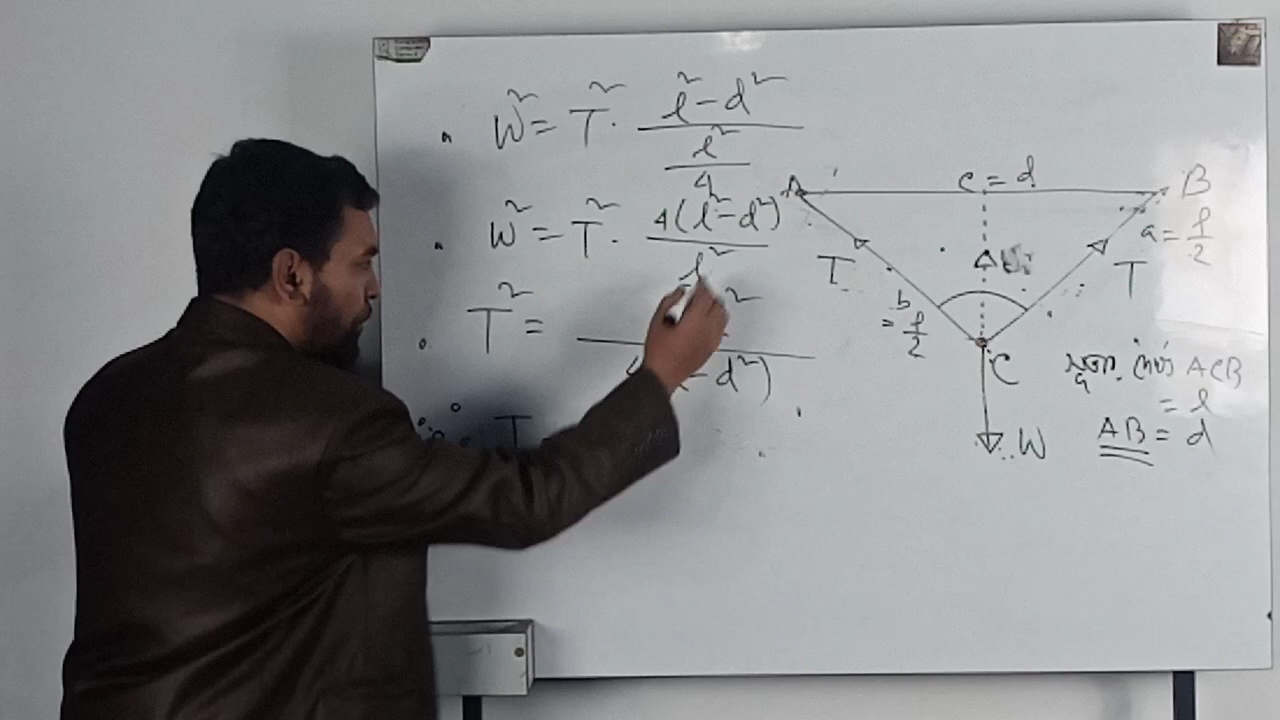 W² = T² · (l² - d²) / (l²/4)
W² = T² · 4(l² - d²) / l²
T² =
- d²)
T
A
c = d
B
T
a = l/2
T
b = l/2
C
ACB = l
W
AB = d